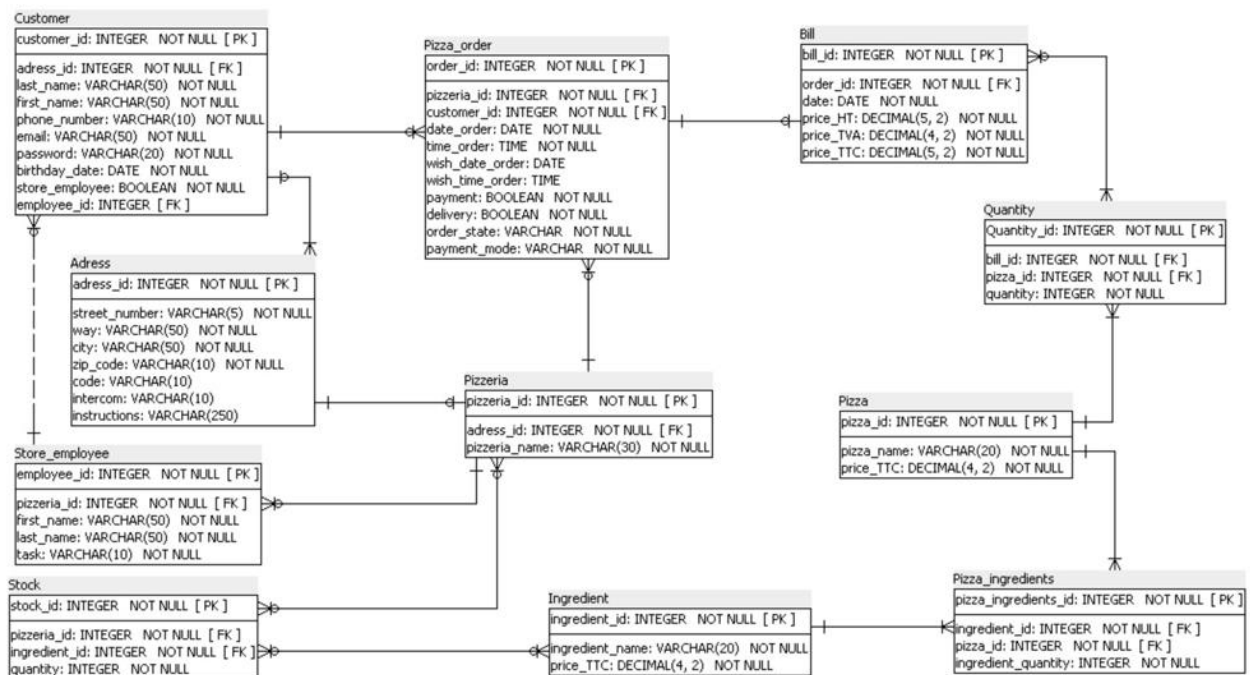 Customer
customer_id: INTEGER NOT NULL [ PK ]
adress_id: INTEGER NOT NULL [ FK ]
last_name: VARCHAR(50) NOT NULL
first_name: VARCHAR(50) NOT NULL
phone_number: VARCHAR(10) NOT NULL
email: VARCHAR(50) NOT NULL
password: VARCHAR(20) NOT NULL
birthday_date: DATE NOT NULL
store_employee: BOOLEAN NOT NULL
employee_id: INTEGER [ FK ]
Pizza_order
order_id: INTEGER NOT NULL [ PK ]
pizzeria_id: INTEGER NOT NULL [ FK ]
customer_id: INTEGER NOT NULL [ FK ]
date_order: DATE NOT NULL
time_order: TIME NOT NULL
wish_date_order: DATE
wish_time_order: TIME
payment: BOOLEAN NOT NULL
delivery: BOOLEAN NOT NULL
order_state: VARCHAR NOT NULL
payment_mode: VARCHAR NOT NULL
Bill
bill_id: INTEGER NOT NULL [ PK ]
order_id: INTEGER NOT NULL [ FK ]
date: DATE NOT NULL
price_HT: DECIMAL(5, 2) NOT NULL
price_TVA: DECIMAL(4, 2) NOT NULL
price_TTC: DECIMAL(5, 2) NOT NULL
Quantity
Quantity_id: INTEGER NOT NULL [ PK ]
bill_id: INTEGER NOT NULL [ FK ]
pizza_id: INTEGER NOT NULL [ FK ]
quantity: INTEGER NOT NULL
Adress
adress_id: INTEGER NOT NULL [ PK ]
street_number: VARCHAR(5) NOT NULL
way: VARCHAR(50) NOT NULL
city: VARCHAR(50) NOT NULL
zip_code: VARCHAR(10) NOT NULL
code: VARCHAR(10)
intercom: VARCHAR(10)
instructions: VARCHAR(250)
Pizzeria
pizzeria_id: INTEGER NOT NULL [ PK ]
adress_id: INTEGER NOT NULL [ FK ]
pizzeria_name: VARCHAR(30) NOT NULL
Pizza
pizza_id: INTEGER NOT NULL [ PK ]
pizza_name: VARCHAR(20) NOT NULL
price_TTC: DECIMAL(4, 2) NOT NULL
Store_employee
employee_id: INTEGER NOT NULL [ PK ]
pizzeria_id: INTEGER NOT NULL [ FK ]
first_name: VARCHAR(50) NOT NULL
last_name: VARCHAR(50) NOT NULL
task: VARCHAR(10) NOT NULL
Stock
stock_id: INTEGER NOT NULL [ PK ]
pizzeria_id: INTEGER NOT NULL [ FK ]
ingredient_id: INTEGER NOT NULL [ FK ]
quantity: INTEGER NOT NULL
Ingredient
ingredient_id: INTEGER NOT NULL [ PK ]
ingredient_name: VARCHAR(20) NOT NULL
price_TTC: DECIMAL(4, 2) NOT NULL
Pizza_ingredients
pizza_ingredients_id: INTEGER NOT NULL [ PK ]
ingredient_id: INTEGER NOT NULL [ FK ]
pizza_id: INTEGER NOT NULL [ FK ]
ingredient_quantity: INTEGER NOT NULL